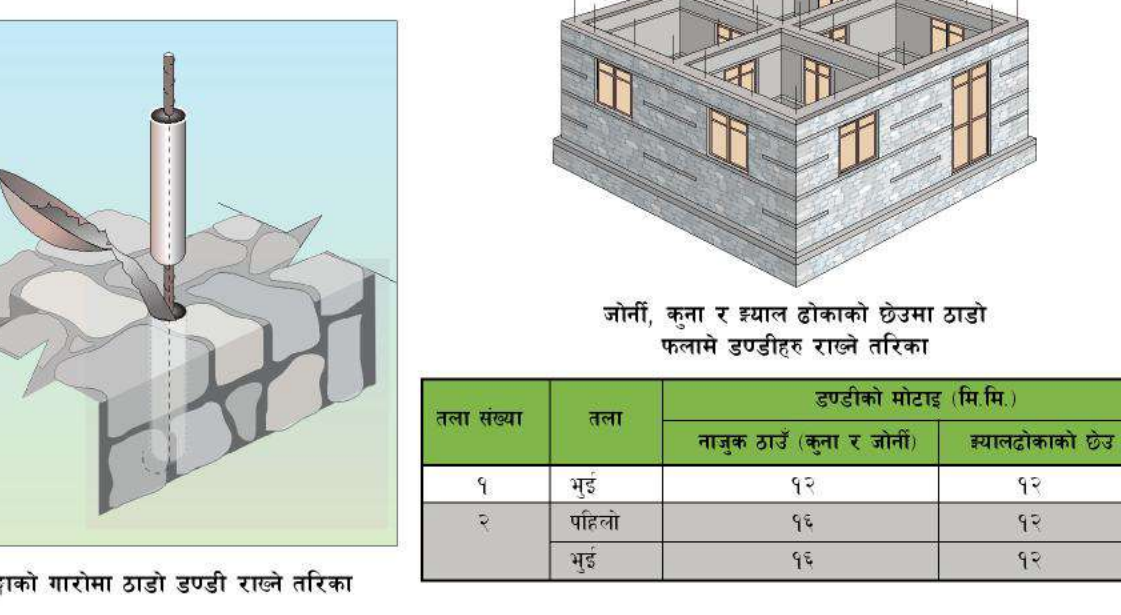 जोर्नी, कुना र झ्याल ढोकाको छेउमा ठाडो
फलामे डण्डीहरु राख्ने तरिका
तला संख्या तला डण्डीको मोटाइ (मि.मि.)
नाजुक ठाउँ (कुना र जोर्नी) झ्यालढोकाको छेउ
१ भुई १२ १२
२ पहिलो १६ १२
भुई १६ १२
गारोमा ठाडो डण्डी राख्ने तरिका